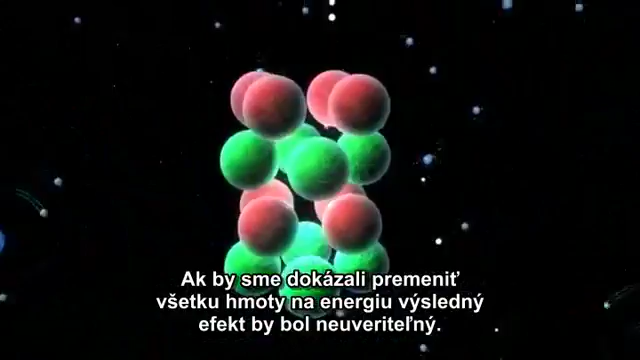 Ak by sme dokázali premeniť
všetku hmoty na energiu výsledný
efekt by bol neuveriteľný.